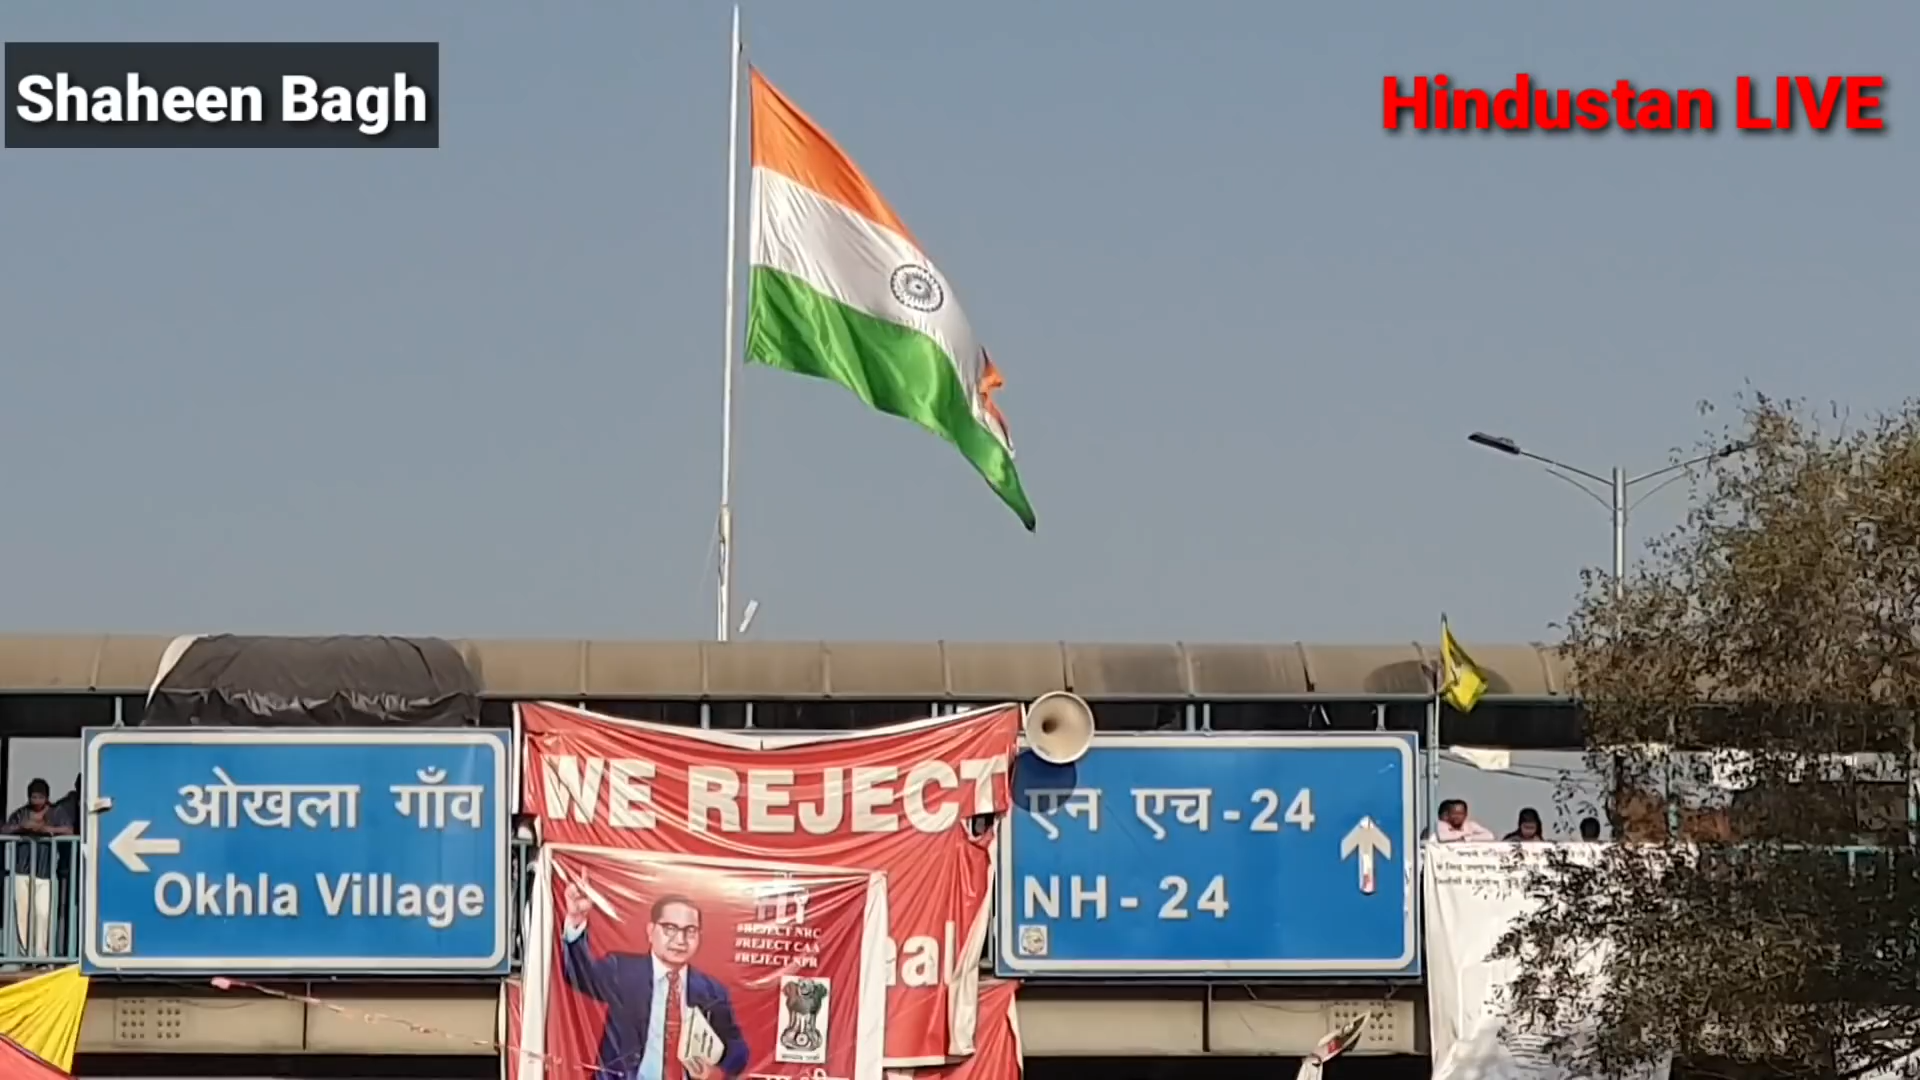 Shaheen Bagh
Hindustan LIVE
ओखला गाँव
Okhla Village
WE REJECT
#REJECT NRC
#REJECT CAA
#REJECT NPR
एन एच-24
NH-24